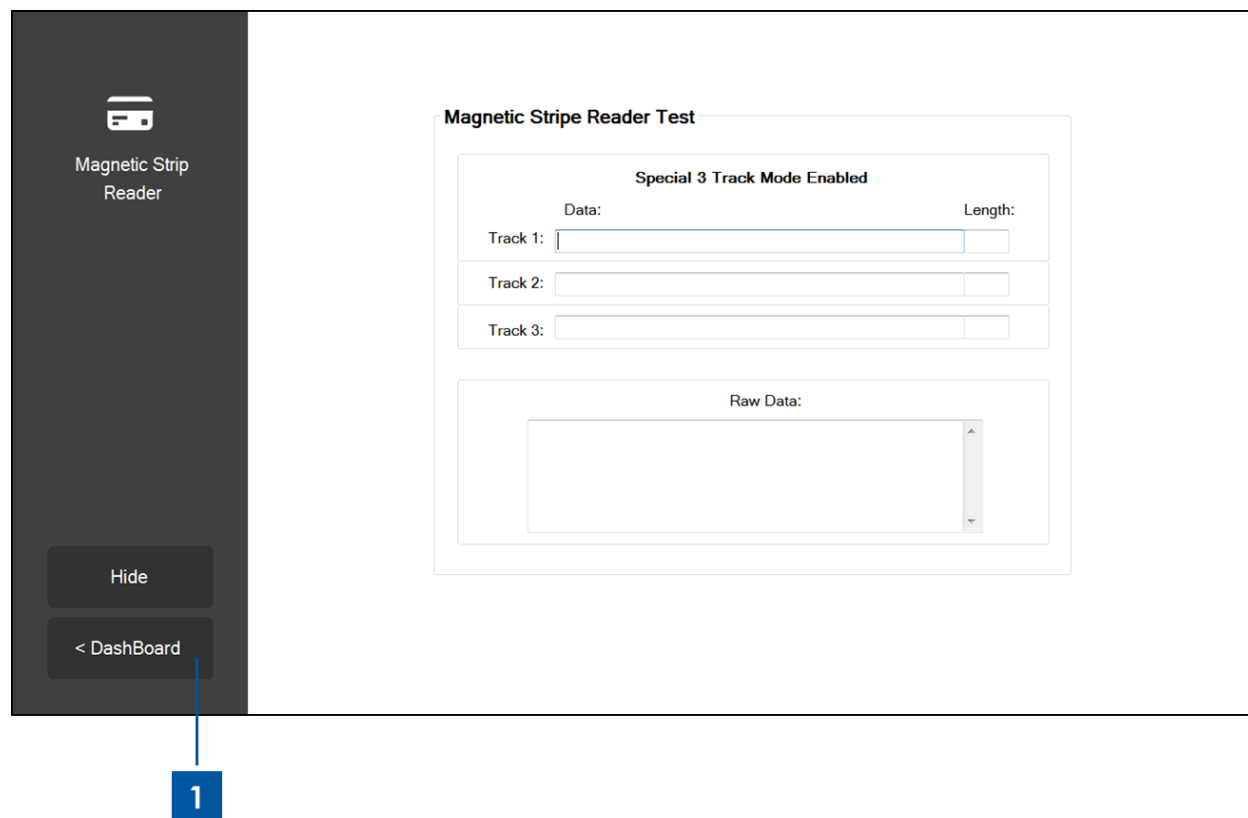 Magnetic Strip
Reader
Magnetic Stripe Reader Test
Special 3 Track Mode Enabled
Data: Length:
Track 1:
Track 2:
Track 3:
Raw Data:
Hide
< DashBoard
1